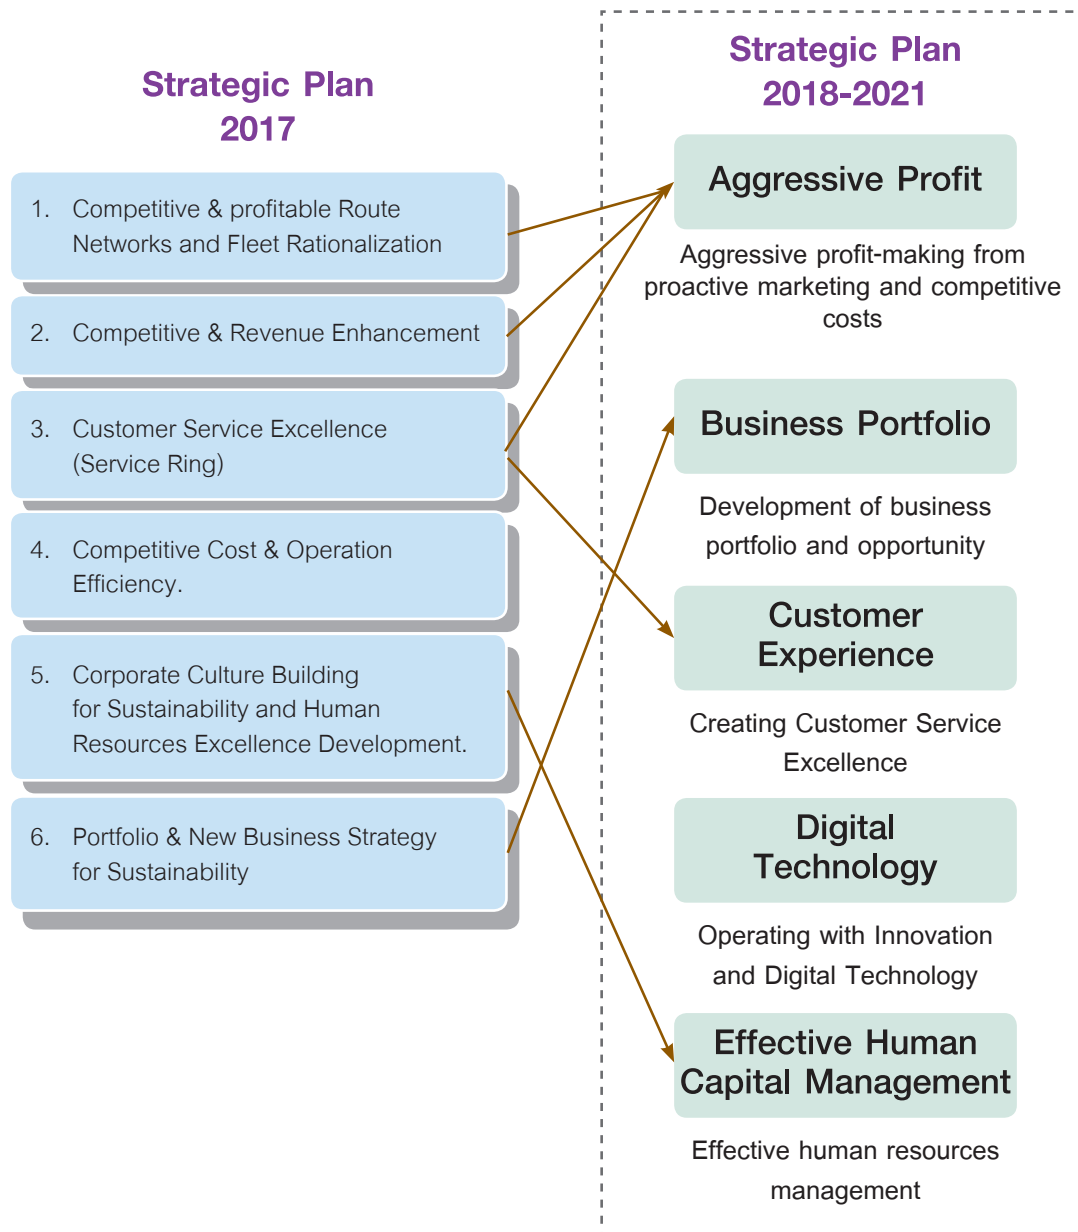 Strategic Plan
2017
1. Competitive & profitable Route
Networks and Fleet Rationalization
2. Competitive & Revenue Enhancement
3. Customer Service Excellence
(Service Ring)
4. Competitive Cost & Operation
Efficiency.
5. Corporate Culture Building
for Sustainability and Human
Resources Excellence Development.
6. Portfolio & New Business Strategy
for Sustainability
Strategic Plan
2018-2021
Aggressive Profit
Aggressive profit-making from
proactive marketing and competitive
costs
Business Portfolio
Development of business
portfolio and opportunity
Customer
Experience
Creating Customer Service
Excellence
Digital
Technology
Operating with Innovation
and Digital Technology
Effective Human
Capital Management
Effective human resources
management